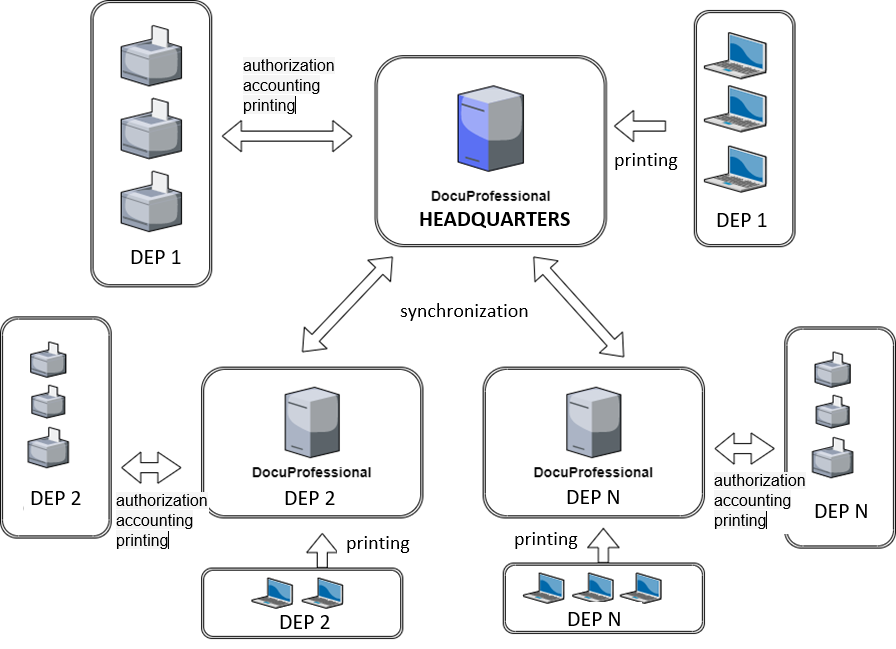 authorization
accounting
printing
DEP 1
DocuProfessional
HEADQUARTERS
printing
DEP 1
synchronization
DEP 2
authorization
accounting
printing
DocuProfessional
DEP 2
printing
DEP 2
DocuProfessional
DEP N
printing
DEP N
authorization
accounting
printing
DEP N